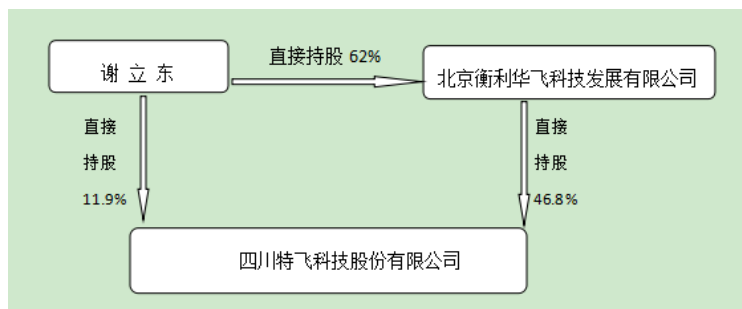 谢 立 东
直接持股 62%
北京衡利华飞科技发展有限公司
直接
持股
11.9%
直接
持股
46.8%
四川特飞科技股份有限公司